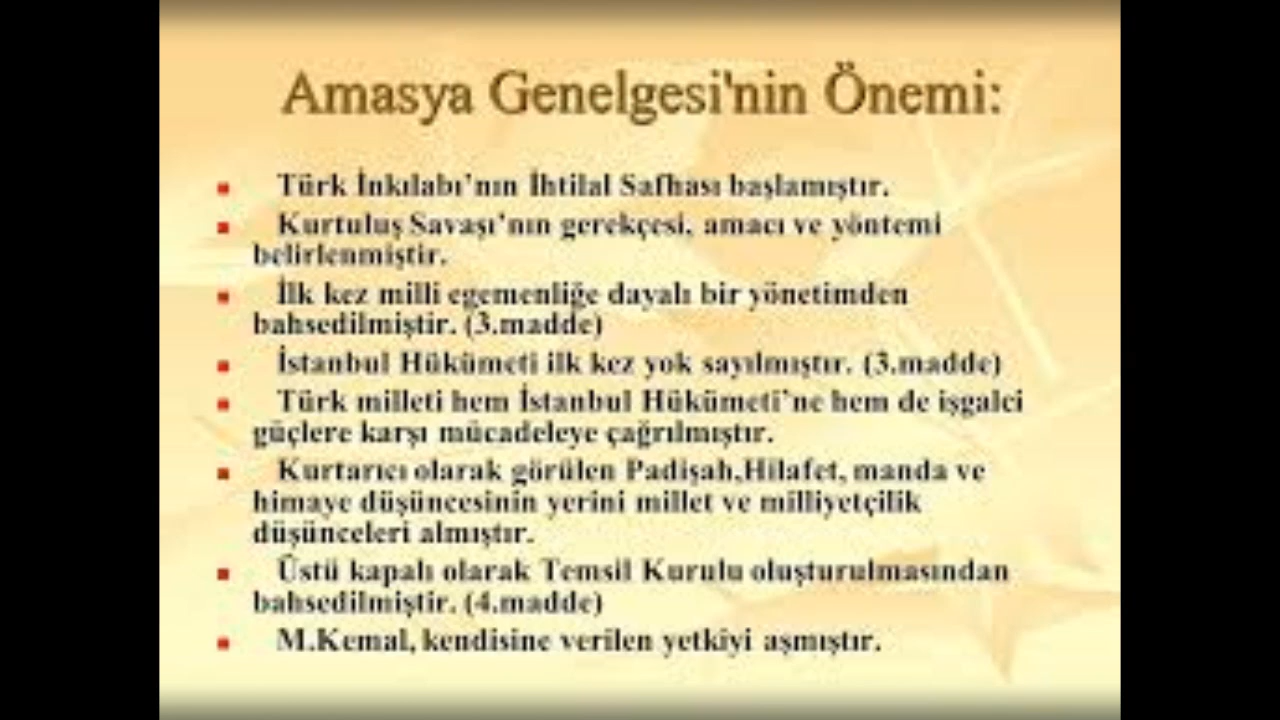 Amasya Genelgesi'nin Önemi:
Türk İnkılabı'nın İhtilal Safhası başlamıştır.
Kurtuluş Savaşı'nın gerekçesi, amacı ve yöntemi
belirlenmiştir.
İlk kez milli egemenliğe dayalı bir yönetimden
bahsedilmiştir. (3.madde)
İstanbul Hükümeti ilk kez yok sayılmıştır. (3.madde)
Türk milleti hem İstanbul Hükümeti'ne hem de işgalci
güçlere karşı mücadeleye çağrılmıştır.
Kurtarıcı olarak görülen Padişah,Hilafet, manda ve
himaye düşüncesinin yerini millet ve milliyetçilik
düşünceleri almıştır.
Üstü kapalı olarak Temsil Kurulu oluşturulmasından
bahsedilmiştir. (4.madde)
M.Kemal, kendisine verilen yetkiyi aşmıştır.